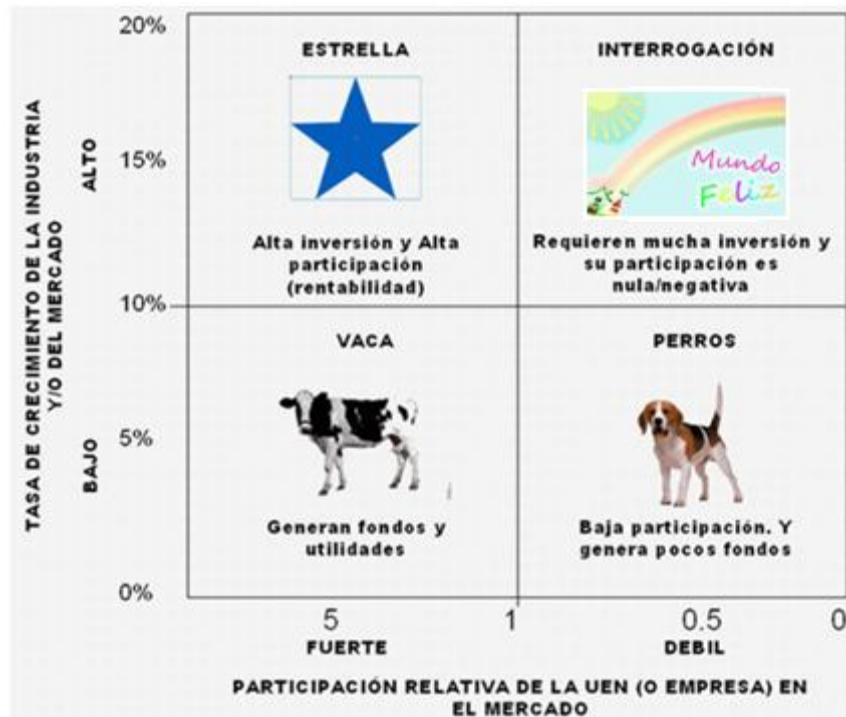 20%
ESTRELLA
INTERROGACIÓN
ALTO
15%
Mundo
Feliz
Alta inversión y Alta
participación
(rentabilidad)
Requieren mucha inversión y
su participación es
nula/negativa
TASA DE CRECIMIENTO DE LA INDUSTRIA
Y/O DEL MERCADO
10%
VACA
PERROS
BAJO
5%
Generan fondos y
utilidades
Baja participación. Y
genera pocos fondos
0%
5
1
0.5
0
FUERTE
DEBIL
PARTICIPACIÓN RELATIVA DE LA UEN (O EMPRESA) EN
EL MERCADO